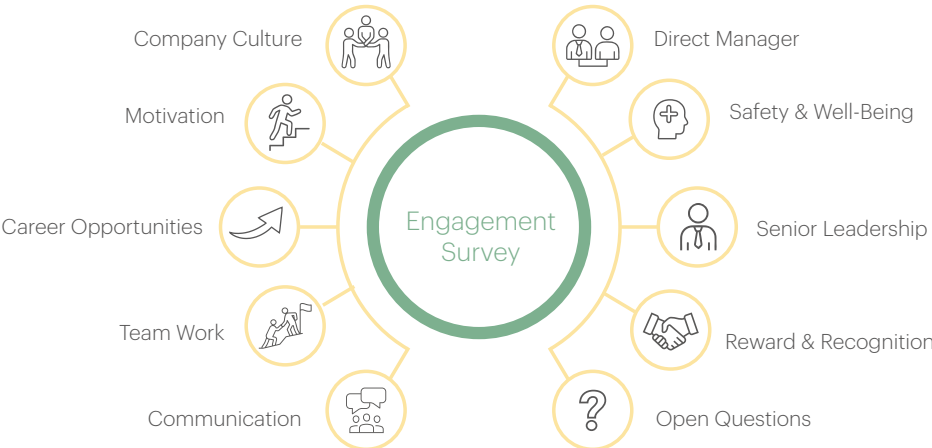 Company Culture
Direct Manager
Motivation
Safety & Well-Being
Career Opportunities
Engagement
Survey
Senior Leadership
Team Work
Reward & Recognition
Communication
Open Questions